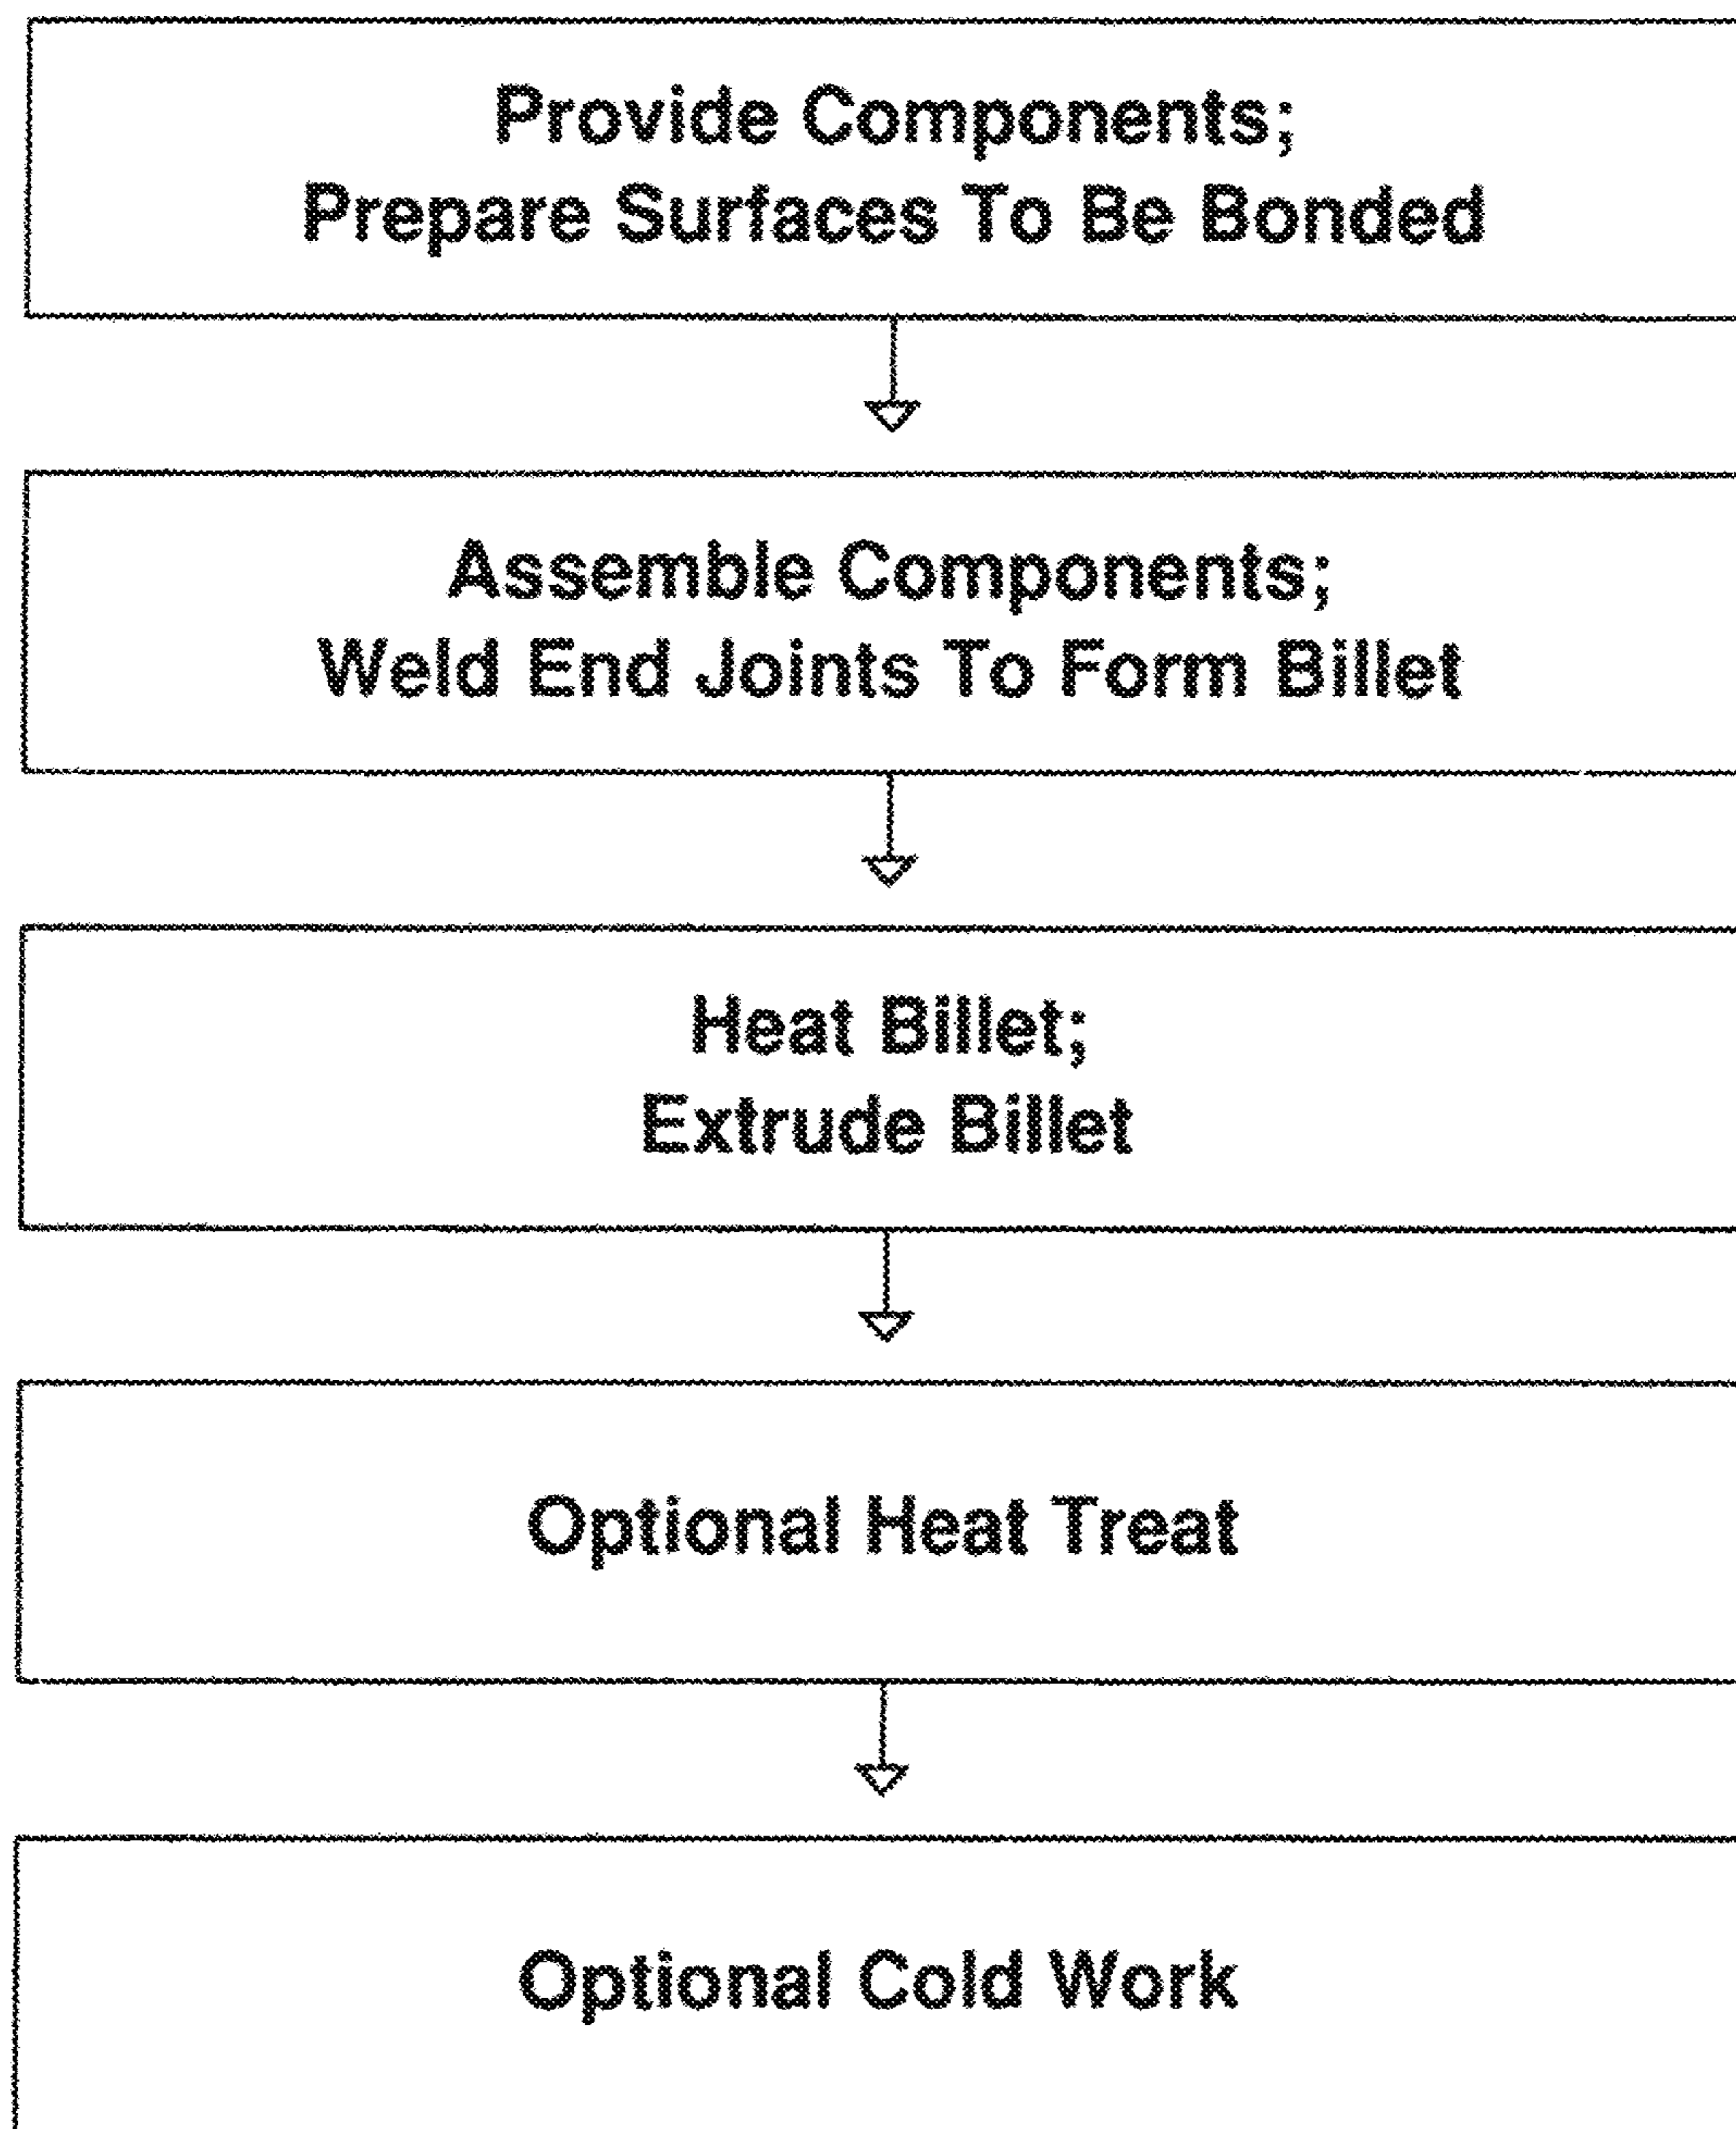 Provide Components;
Prepare Surfaces To Be Bonded
Assemble Components;
Weld End Joints To Form Billet
Heat Billet;
Extrude Billet
Optional Heat Treat
Optional Cold Work